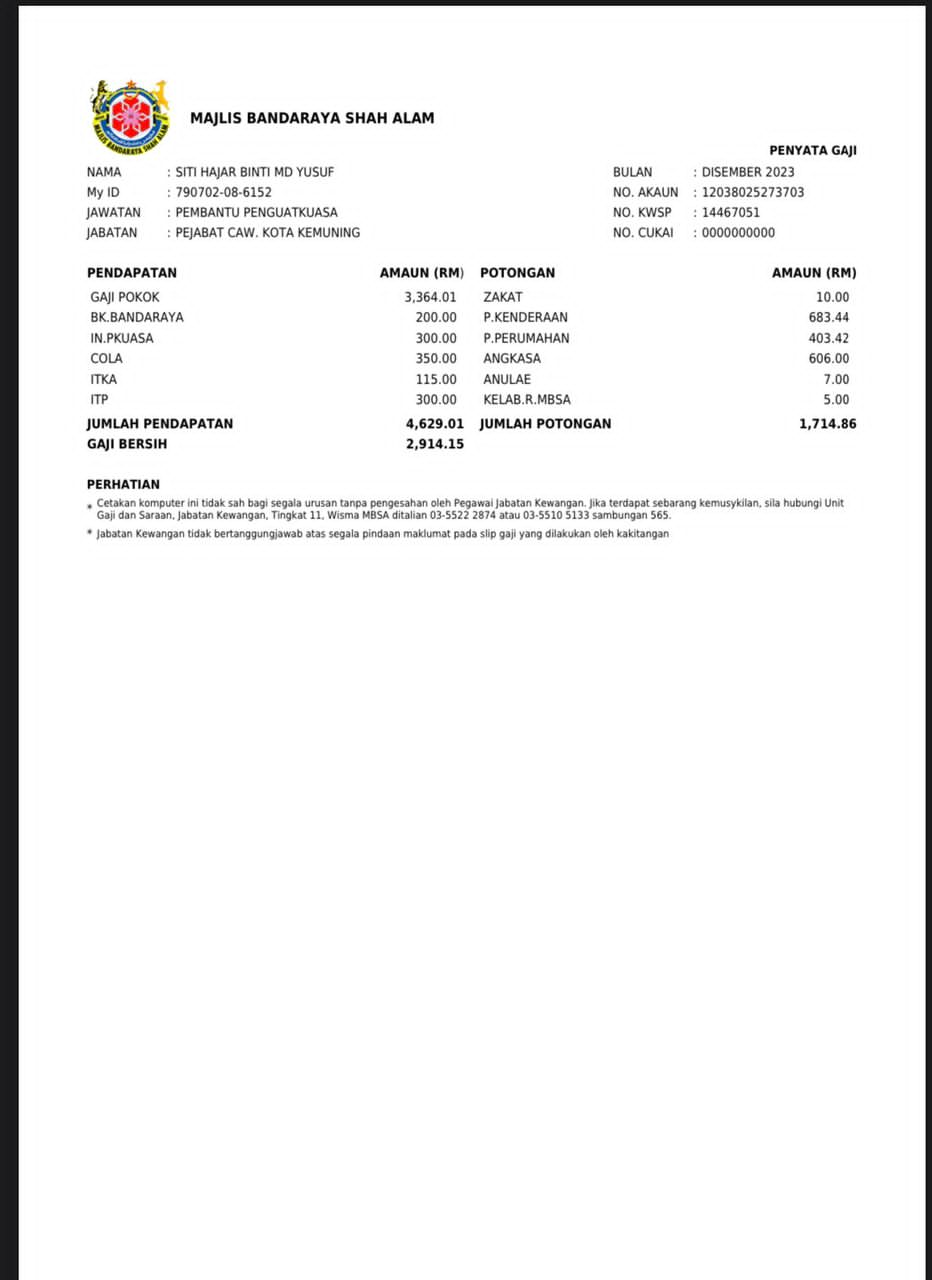 MAJLIS BANDARAYA SHAH ALAM
MAJLIS BANDARAYA SHAH ALAM
PENYATA GAJI
NAMA : SITI HAJAR BINTI MD YUSUF BULAN : DISEMBER 2023
My ID : 790702-08-6152 NO. AKAUN : 12038025273703
JAWATAN : PEMBANTU PENGUATKUASA NO. KWSP : 14467051
JABATAN : PEJABAT CAW. KOTA KEMUNING NO. CUKAI : 0000000000
PENDAPATAN AMAUN (RM) POTONGAN AMAUN (RM)
GAJI POKOK 3,364.01 ZAKAT 10.00
BK.BANDARAYA 200.00 P.KENDERAAN 683.44
IN.PKUASA 300.00 P.PERUMAHAN 403.42
COLA 350.00 ANGKASA 606.00
ITKA 115.00 ANULAE 7.00
ITP 300.00 KELAB.R.MBSA 5.00
JUMLAH PENDAPATAN 4,629.01 JUMLAH POTONGAN 1,714.86
GAJI BERSIH 2,914.15
PERHATIAN
* Cetakan komputer ini tidak sah bagi segala urusan tanpa pengesahan oleh Pegawai Jabatan Kewangan. Jika terdapat sebarang kemusykilan, sila hubungi Unit
Gaji dan Saraan, Jabatan Kewangan, Tingkat 11, Wisma MBSA ditalian 03-5522 2874 atau 03-5510 5133 sambungan 565.
* Jabatan Kewangan tidak bertanggungjawab atas segala pindaan maklumat pada slip gaji yang dilakukan oleh kakitangan